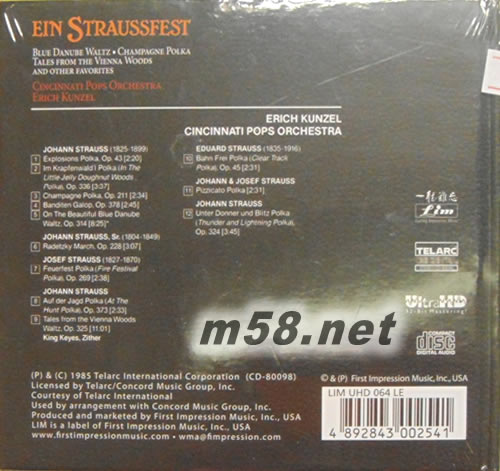 EIN STRAUSSFEST
BLUE DANUBE WALTZ • CHAMPAGNE POLKA
TALES FROM THE VIENNA WOODS
AND OTHER FAVORITES
CINCINNATI POPS ORCHESTRA
ERICH KUNZEL
ERICH KUNZEL
CINCINNATI POPS ORCHESTRA
JOHANN STRAUSS (1825-1899)
1 Explosions Polka, Op. 43 [2:20]
2 Im Krapfenwald'l Polka (In The
Little Jelly Doughnut Woods
Polka), Op. 336 [3:37]
3 Champagne Polka, Op. 211 [2:34]
4 Banditen Galop, Op. 378 [2:45]
5 On the Beautiful Blue Danube
Waltz, Op. 314 [8:25]*
JOHANN STRAUSS, Sr. (1804-1849)
6 Radetzky March, Op. 228 [3:07]
JOSEF STRAUSS (1827-1870)
7 Feuerfest Polka (Fire Festival
Polka), Op. 269 [2:38]
JOHANN STRAUSS
8 Auf der Jagd Polka (At The
Hunt Polka), Op. 373 [2:33]
9 Tales from the Vienna Woods
Waltz, Op. 325 [11:01]
King Keyes, Zither
EDUARD STRAUSS (1835-1916)
10 Bahn Frei Polka (Clear Track
Polka), Op. 45 [2:31]
JOHANN & JOSEF STRAUSS
11 Pizzicato Polka [2:31]
JOHANN STRAUSS
12 Unter Donner und Blitz Polka
(Thunder and Lightning Polka),
Op. 324 [3:45]
fim
TELARC
UltraHD
32-Bit Mastering!
COMPACT
disc
DIGITAL AUDIO
m58.net
(P) & (C) 1985 Telarc International Corporation (CD-80098)
Licensed by Telarc/Concord Music Group, Inc.
Courtesy of Telarc International
Used by arrangement with Concord Music Group, Inc.
Produced and marketed by First Impression Music, Inc., USA
LIM is a label of First Impression Music, Inc., USA
www.firstimpressionmusic.com • wma@fimpression.com
© & (P) First Impression Music, Inc., USA
LIM UHD 064 LE
4 892843 002541